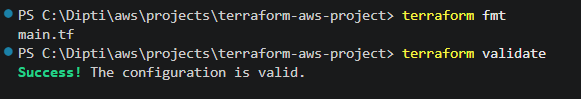 PS C:\Dipti\aws\projects\terraform-aws-project> terraform fmt
main.tf
PS C:\Dipti\aws\projects\terraform-aws-project> terraform validate
Success! The configuration is valid.